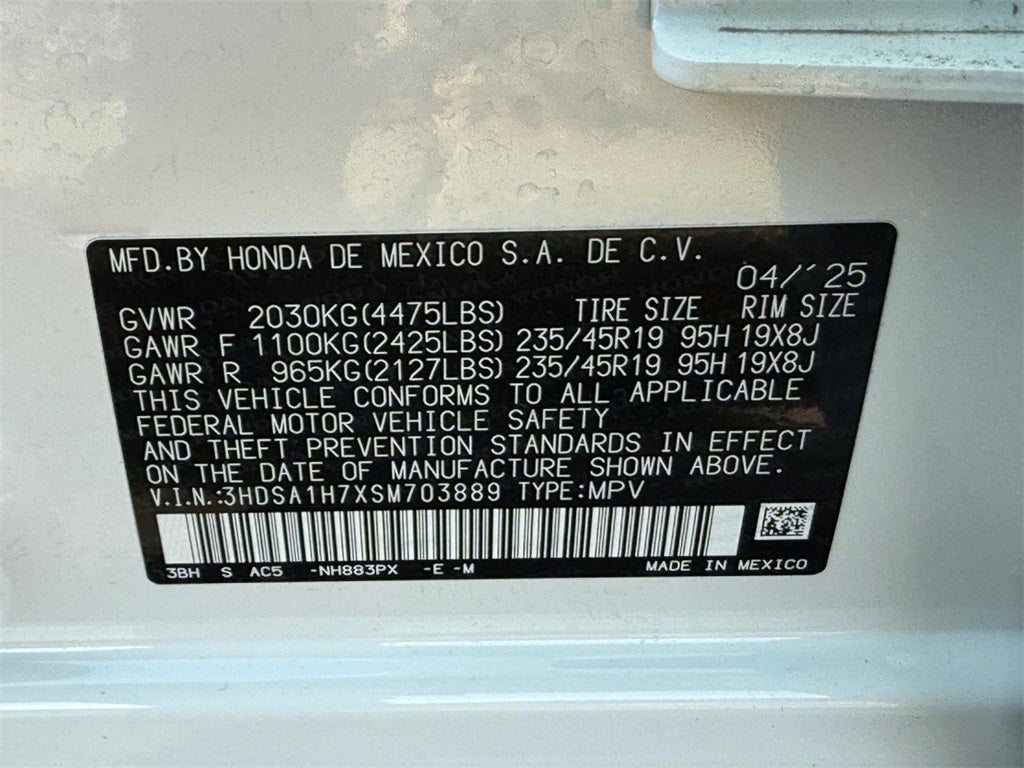 MFD.BY HONDA DE MEXICO S.A. DE C.V.
04/'25
GVWR 2030KG(4475LBS) TIRE SIZE RIM SIZE
GAWR F 1100KG(2425LBS) 235/45R19 95H 19X8J
GAWR R 965KG(2127LBS) 235/45R19 95H 19X8J
THIS VEHICLE CONFORMS TO ALL APPLICABLE
FEDERAL MOTOR VEHICLE SAFETY
AND THEFT PREVENTION STANDARDS IN EFFECT
ON THE DATE OF MANUFACTURE SHOWN ABOVE.
V.I.N.:3HDSA1H7XSM703889 TYPE:MPV
3BH S AC5 -NH883PX -E -M MADE IN MEXICO